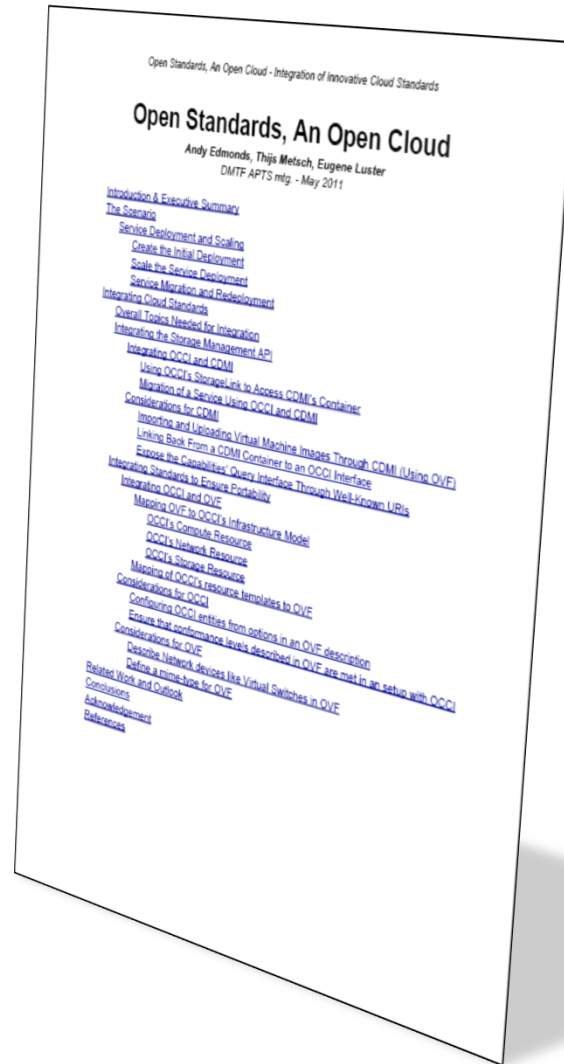 Open Standards, An Open Cloud - Integration of Innovative Cloud Standards
Open Standards, An Open Cloud
Andy Edmonds, Thijs Metsch, Eugene Luster
DMTF APTS mtg. - May 2011
Introduction & Executive Summary
The Scenario
Service Deployment and Scaling
Create the Initial Deployment
Scale the Service Deployment
Service Migration and Redeployment
Integrating Cloud Standards
Overall Topics Needed for Integration
Integrating the Storage Management API
Integrating OCCI and CDMI
Using OCCI's StorageLink to Access CDMI's Container
Migration of a Service Using OCCI and CDMI
Considerations for CDMI
Importing and Uploading Virtual Machine Images Through CDMI (Using OVF)
Linking Back From a CDMI Container to an OCCI Interface
Expose the Capabilities' Query Interface Through Well-Known URIs
Integrating Standards to Ensure Portability
Integrating OCCI and OVF
Mapping OVF to OCCI's Infrastructure Model
OCCI's Compute Resource
OCCI's Network Resource
OCCI's Storage Resource
Mapping of OCCI's resource templates to OVF
Considerations for OCCI
Configuring OCCI entities from options in an OVF description
Ensure that conformance levels described in OVF are met in an setup with OCCI
Considerations for OVF
Describe Network devices like Virtual Switches in OVF
Define a mime-type for OVF
Related Work and Outlook
Conclusions
Acknowledgement
References